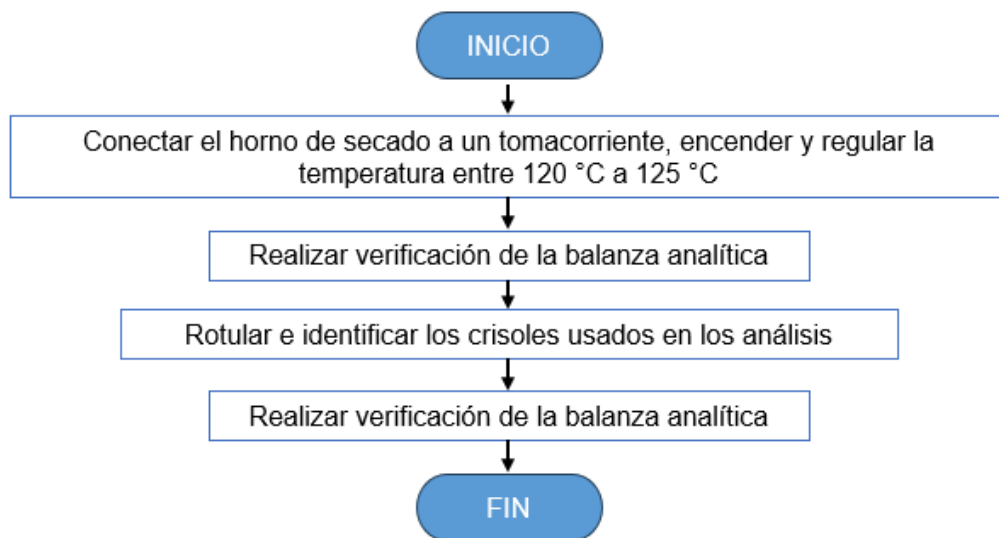 INICIO
Conectar el horno de secado a un tomacorriente, encender y regular la
temperatura entre 120 °C a 125 °C
Realizar verificación de la balanza analítica
Rotular e identificar los crisoles usados en los análisis
Realizar verificación de la balanza analítica
FIN